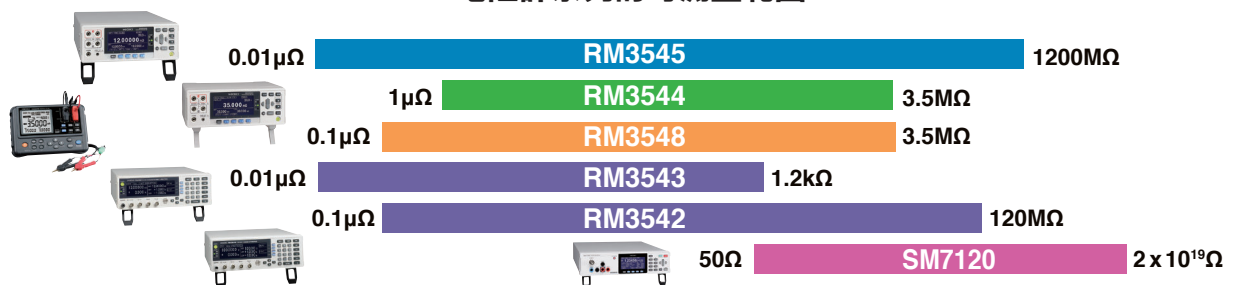 0.01µΩ RM3545 1200MΩ
1µΩ RM3544 3.5MΩ
0.1µΩ RM3548 3.5MΩ
0.01µΩ RM3543 1.2kΩ
0.1µΩ RM3542 120MΩ
50Ω SM7120 2 x 10¹⁹Ω